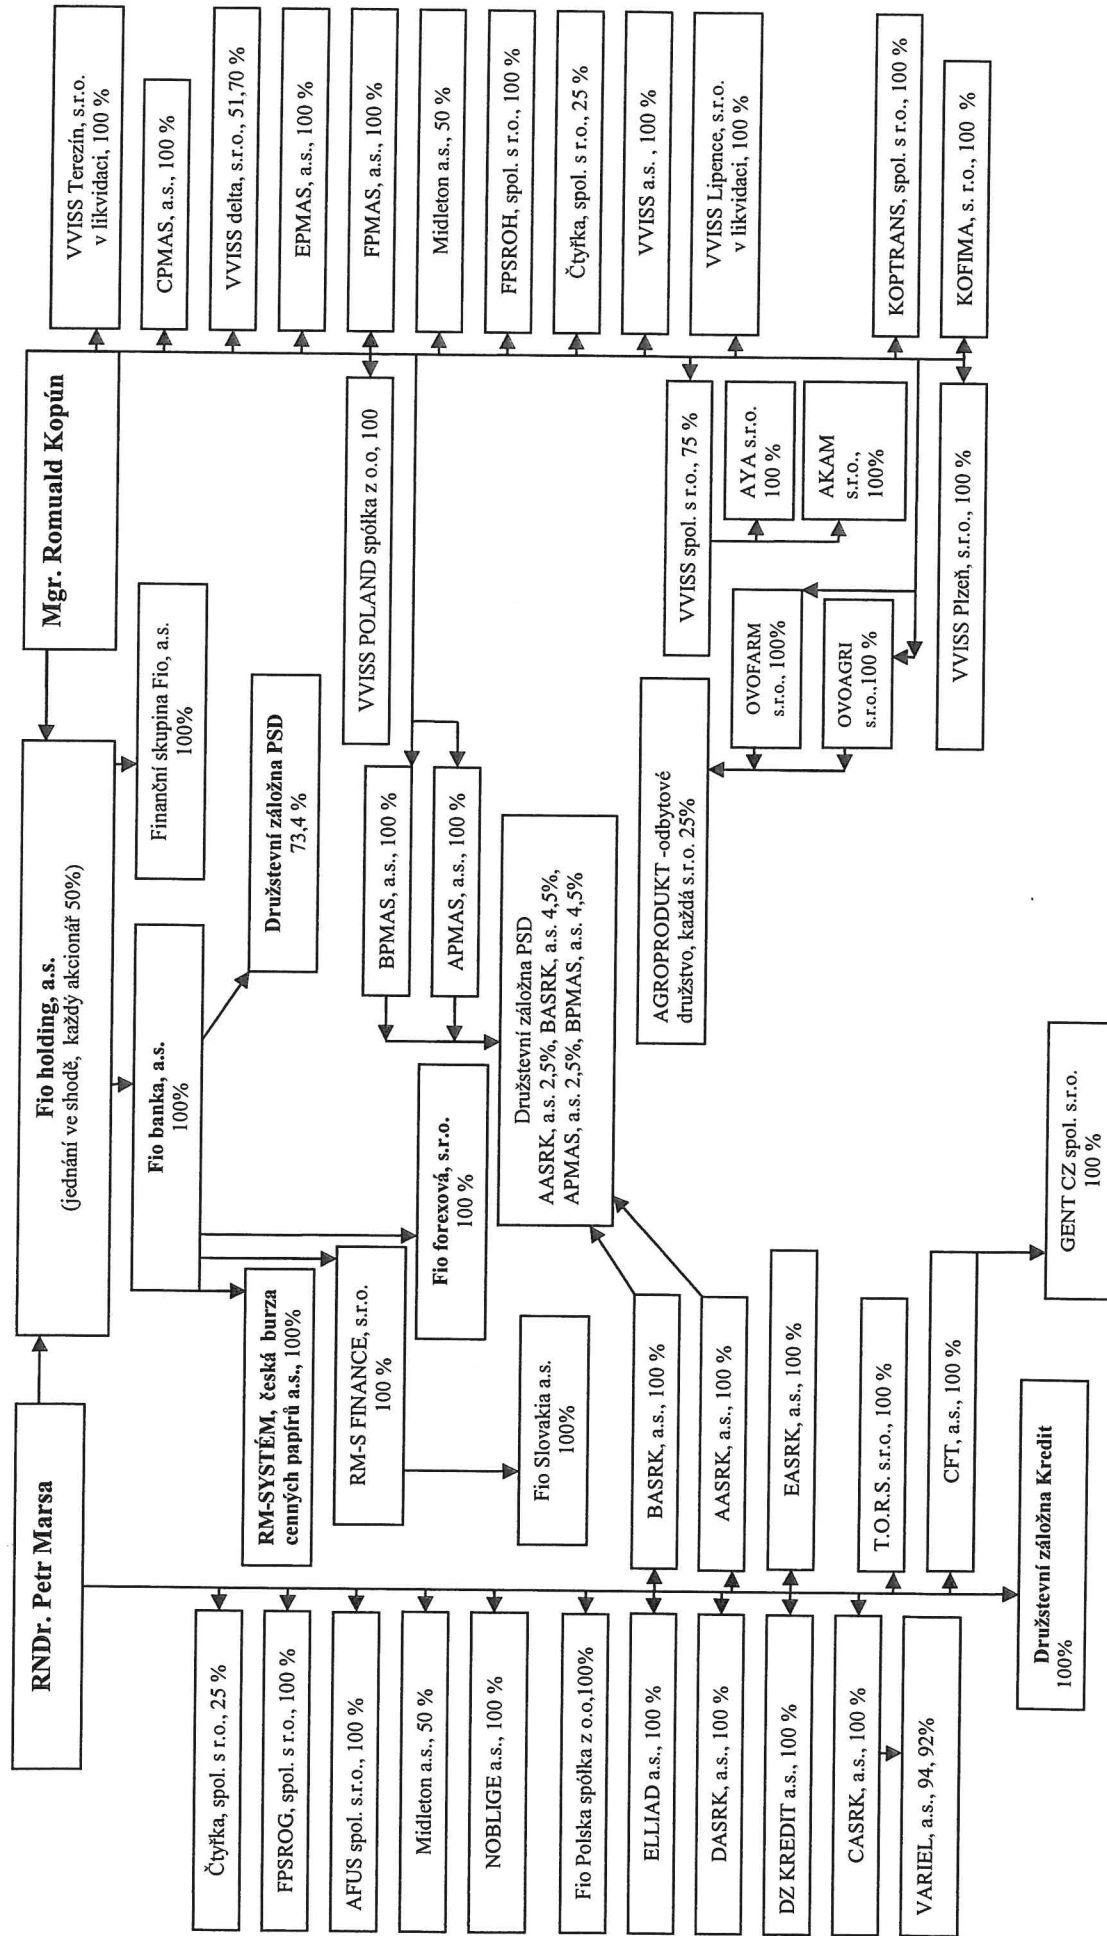 RNDr. Petr Marsa
Fio holding, a.s.
(jednání ve shodě, každý akcionář 50%)
Mgr. Romuald Kopún
Fio banka, a.s.
100%
Finanční skupina Fio, a.s.
100%
RM-SYSTÉM, česká burza
cenných papírů a.s., 100%
Družstevní záložna PSD
73,4 %
RM-S FINANCE, s.r.o.
100 %
Fio forexová, s.r.o.
100 %
Fio Slovakia a.s.
100%
Čtyřka, spol. s r.o., 25 %
FPSROG, spol. s r.o., 100 %
AFUS spol. s.r.o., 100 %
Midleton a.s., 50 %
NOBLIGE a.s., 100 %
Fio Polska spółka z o.o,100%
ELLIAD a.s., 100 %
DASRK, a.s., 100 %
DZ KREDIT a.s., 100 %
CASRK, a.s., 100 %
VARIEL, a.s., 94, 92%
BASRK, a.s., 100 %
AASRK, a.s., 100 %
EASRK, a.s., 100 %
T.O.R.S. s.r.o., 100 %
CFT, a.s., 100 %
Družstevní záložna Kredit
100%
GENT CZ spol. s.r.o.
100 %
BPMAS, a.s., 100 %
APMAS, a.s., 100 %
Družstevní záložna PSD
AASRK, a.s. 2,5%, BASRK, a.s. 4,5%,
APMAS, a.s. 2,5%, BPMAS, a.s. 4,5%
VVISS POLAND spółka z o.o, 100
VVISS spol. s r.o., 75 %
AYA s.r.o.
100 %
AKAM
s.r.o.,
100%
AGROPRODUKT -odbytové
družstvo, každá s.r.o. 25%
OVOFARM
s.r.o., 100%
OVOAGRI
s.r.o.,100 %
VVISS Plzeň, s.r.o., 100 %
VVISS Terezín, s.r.o.
v likvidaci, 100 %
CPMAS, a.s., 100 %
VVISS delta, s.r.o., 51,70 %
EPMAS, a.s., 100 %
FPMAS, a.s., 100 %
Midleton a.s., 50 %
FPSROH, spol. s r.o., 100 %
Čtyřka, spol. s r.o., 25 %
VVISS a.s. , 100 %
VVISS Lipence, s.r.o.
v likvidaci, 100 %
KOPTRANS, spol. s r.o., 100 %
KOFIMA, s. r.o., 100 %